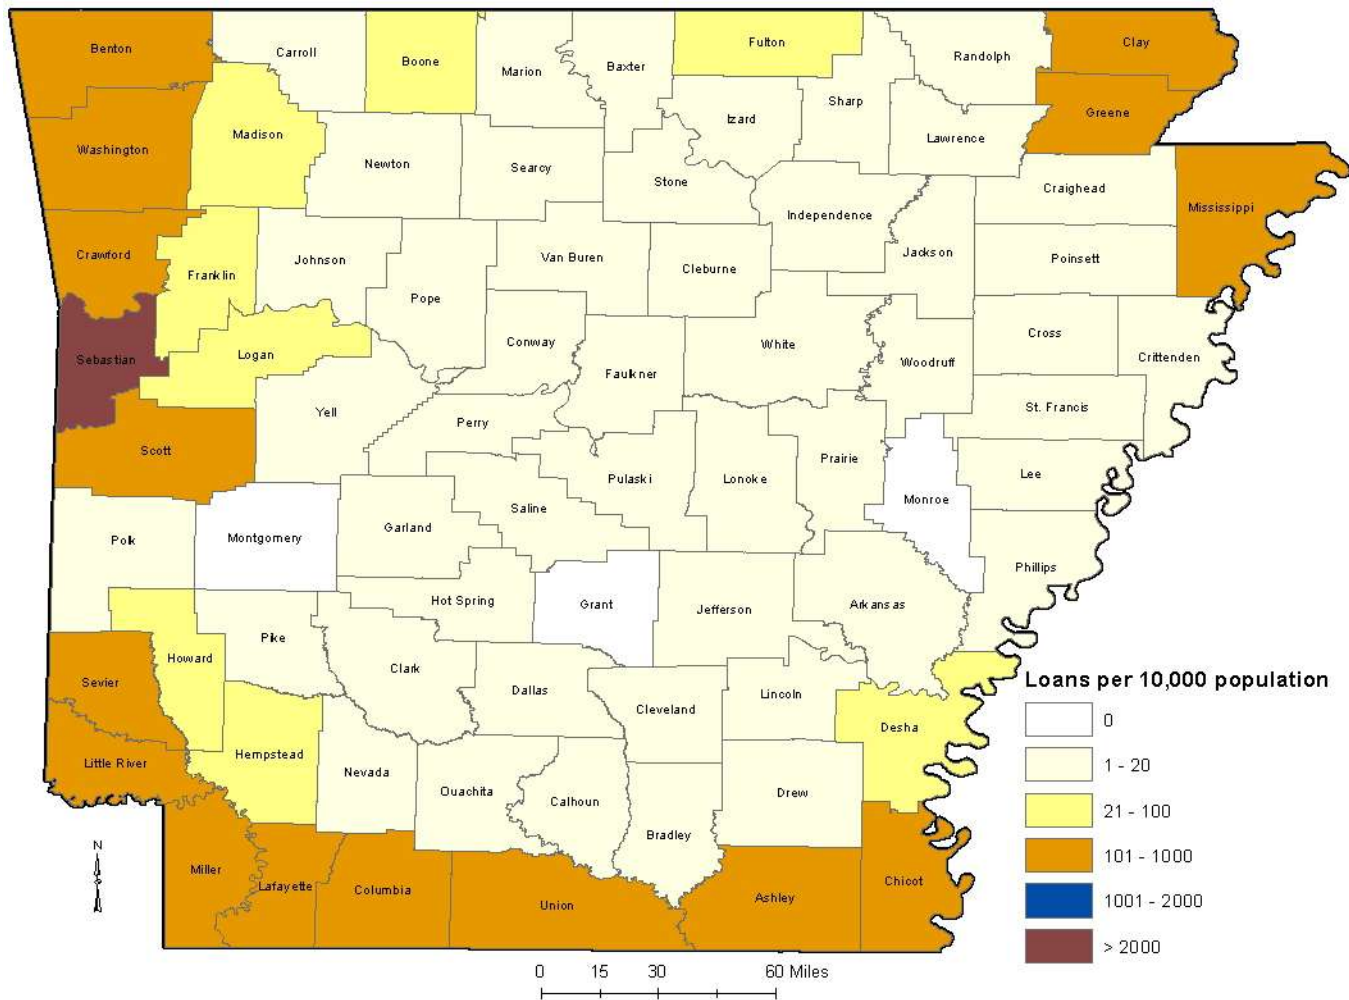 Benton
Carroll
Boone
Marion
Baxter
Fulton
Randolph
Clay
Sharp
Izard
Greene
Lawrence
Madison
Washington
Newton
Searcy
Stone
Craighead
Mississippi
Independence
Crawford
Franklin
Johnson
Van Buren
Cleburne
Jackson
Poinsett
Pope
Sebastian
Logan
Conway
White
Cross
Woodruff
Crittenden
Faulkner
Yell
Perry
St. Francis
Scott
Prairie
Lee
Pulaski
Lonoke
Monroe
Saline
Garland
Polk
Montgomery
Phillips
Hot Spring
Grant
Jefferson
Arkansas
Pike
Howard
Clark
Sevier
Dallas
Lincoln
Cleveland
Desha
Hempstead
Little River
Nevada
Ouachita
Calhoun
Drew
Bradley
Miller
Lafayette
Columbia
Union
Ashley
Chicot
N
Loans per 10,000 population
0
1 - 20
21 - 100
101 - 1000
1001 - 2000
> 2000
0 15 30 60 Miles